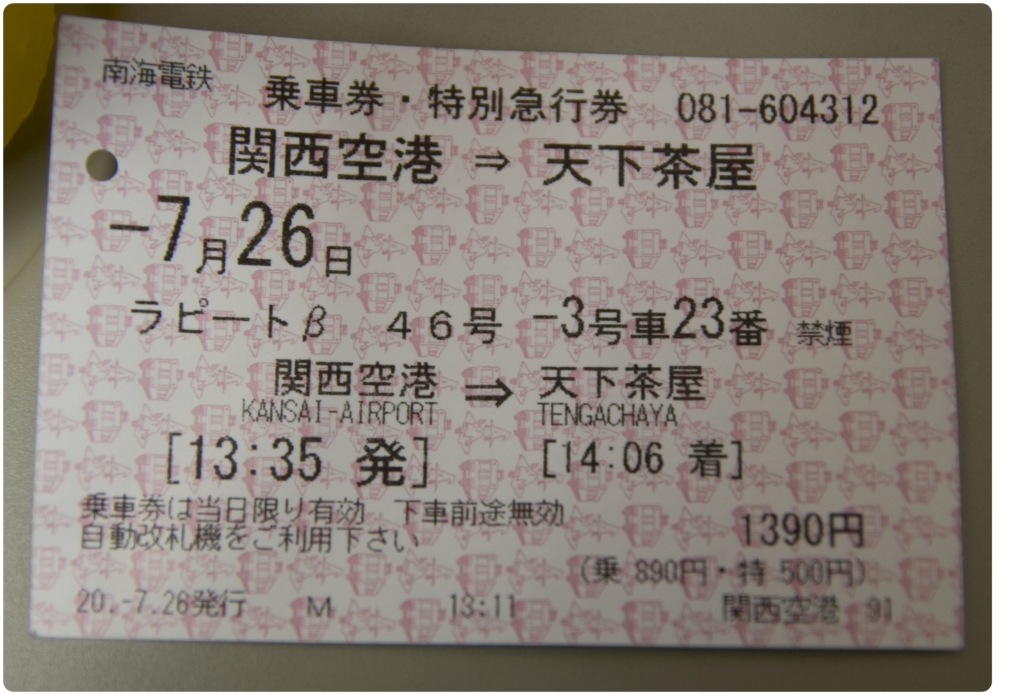 南海電鉄 乗車券・特別急行券 081-604312
関西空港 ⇒ 天下茶屋
-7月26日
ラピートβ 46号 -3号車23番 禁煙
関西空港 ⇒ 天下茶屋
KANSAI-AIRPORT TENGACHAYA
[13:35 発] [14:06 着]
乗車券は当日限り有効 下車前途無効
自動改札機をご利用下さい
1390円
(乗 890円・特 500円)
20.-7.26発行 M 13:11 関西空港 91